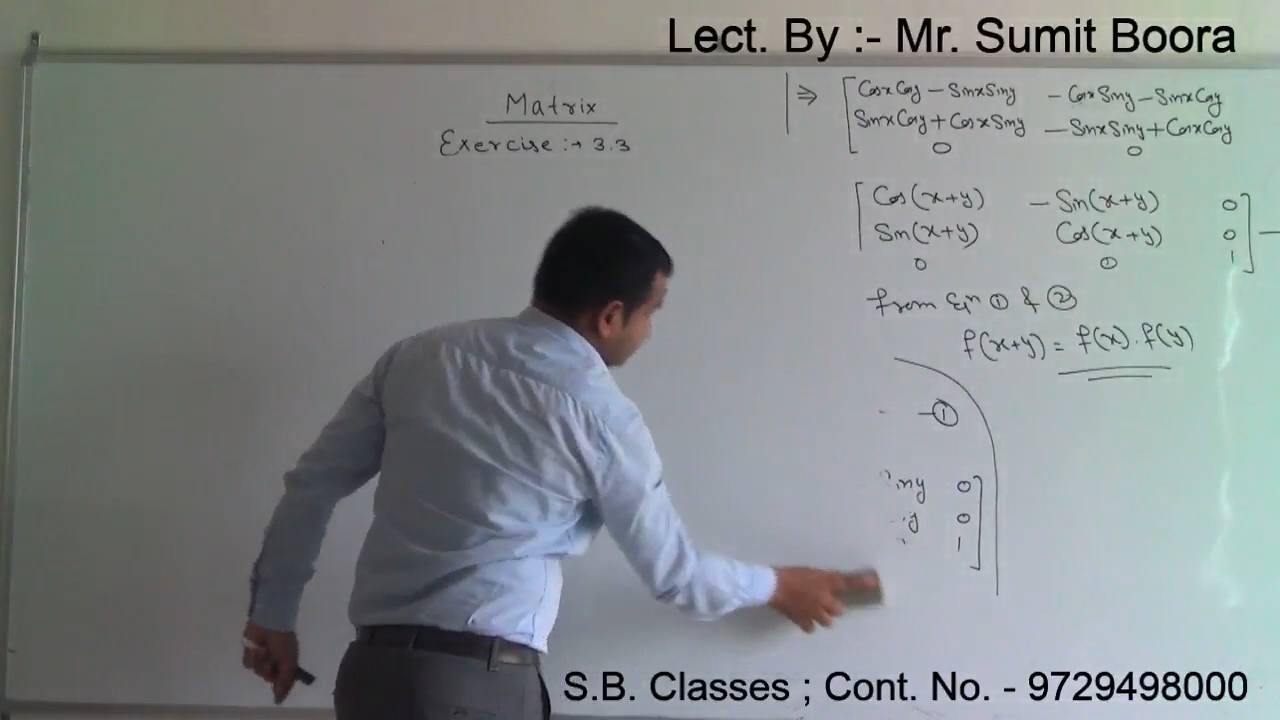 Lect. By :- Mr. Sumit Boora
Matrix
Exercise :→ 3.3
⇒ [ Cosx Cosy – Sinx Siny   – Cosx Siny – Sinx Cosy
Sinx Cosy + Cosx Siny   – Sinx Siny + Cosx Cosy
0   0
[ Cos(x+y)   – Sin(x+y)   0 ]
Sin(x+y)   Cos(x+y)   0
0   0   1
from Eqn ① & ②
f(x+y) = f(x) . f(y)
– ①
iny   0 ]
y   0
1
S.B. Classes ; Cont. No. - 9729498000